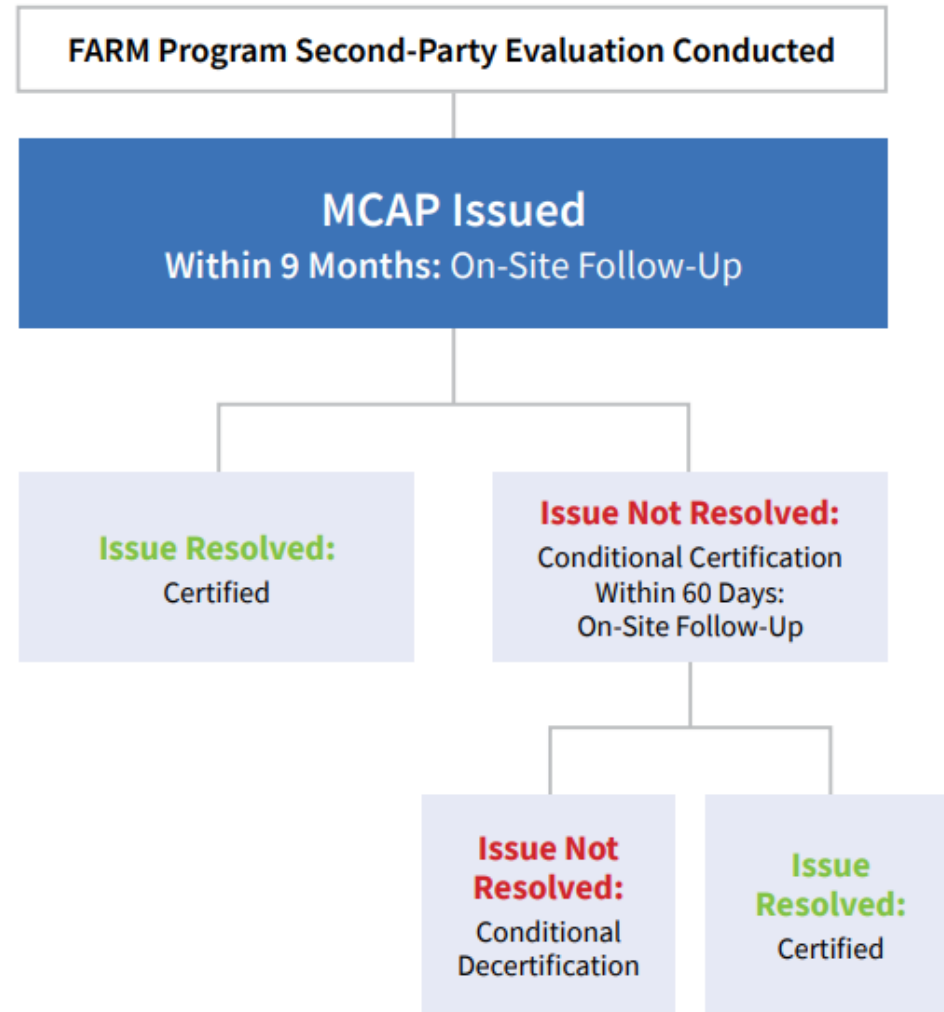 FARM Program Second-Party Evaluation Conducted
MCAP Issued
Within 9 Months: On-Site Follow-Up
Issue Resolved:
Certified
Issue Not Resolved:
Conditional Certification
Within 60 Days:
On-Site Follow-Up
Issue Not
Resolved:
Conditional
Decertification
Issue
Resolved:
Certified